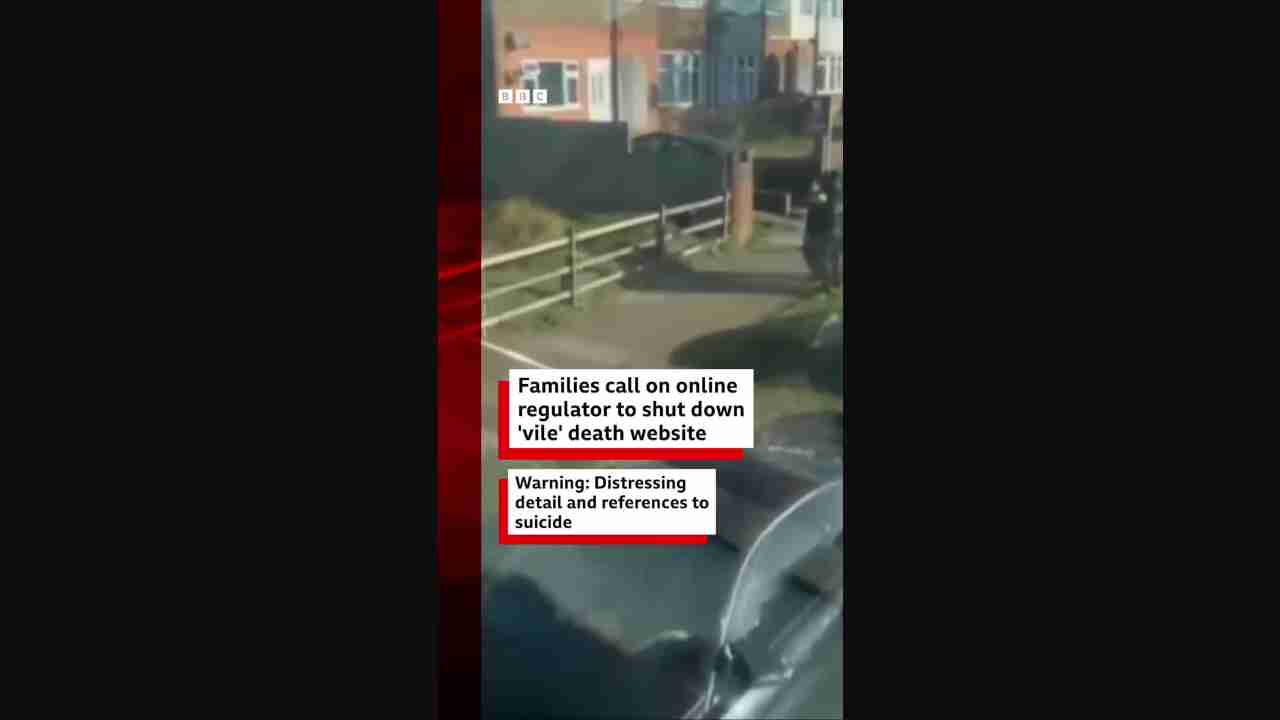 BBC
Families call on online
regulator to shut down
'vile' death website
Warning: Distressing
detail and references to
suicide